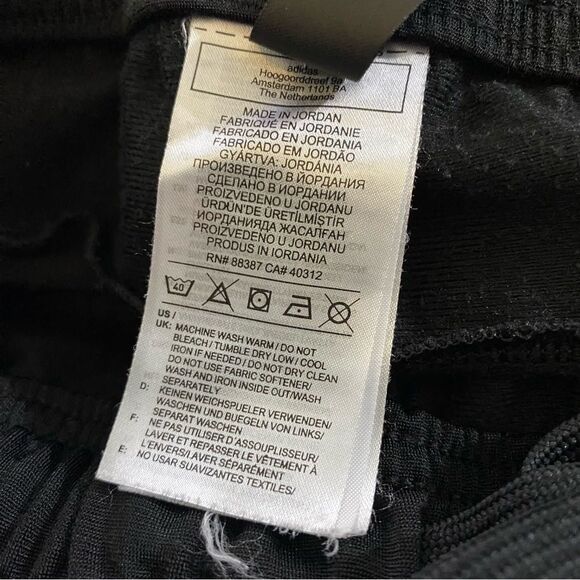 adidas
Hoogoorddreef 9a
Amsterdam 1101 BA
The Netherlands
MADE IN JORDAN
FABRIQUÉ EN JORDANIE
FABRICADO EN JORDANIA
FABRICADO EM JORDÃO
GYÁRTVA: JORDÁNIA
ПРОИЗВЕДЕНО В ЙОРДАНИЯ
СДЕЛАНО В ИОРДАНИИ
PROIZVEDENO U JORDANU
ÜRDÜN'DE ÜRETİLMİSTİR
ИОРДАНИЯДА ЖАСАЛҒАН
PROIZVEDENO U JORDANU
PRODUS IN IORDANIA
RN# 88387 CA# 40312
40
US /
UK: MACHINE WASH WARM / DO NOT
BLEACH / TUMBLE DRY LOW / COOL
IRON IF NEEDED / DO NOT DRY CLEAN
DO NOT USE FABRIC SOFTENER/
WASH AND IRON INSIDE OUT/WASH
SEPARATELY
D: KEINEN WEICHSPUELER VERWENDEN/
WASCHEN UND BUEGELN VON LINKS/
SEPARAT WASCHEN
F: NE PAS UTILISER D'ASSOUPLISSEUR/
LAVER ET REPASSER LE VÊTEMENT À
L'ENVERS/LAVER SÉPARÉMENT
E: NO USAR SUAVIZANTES TEXTILES/